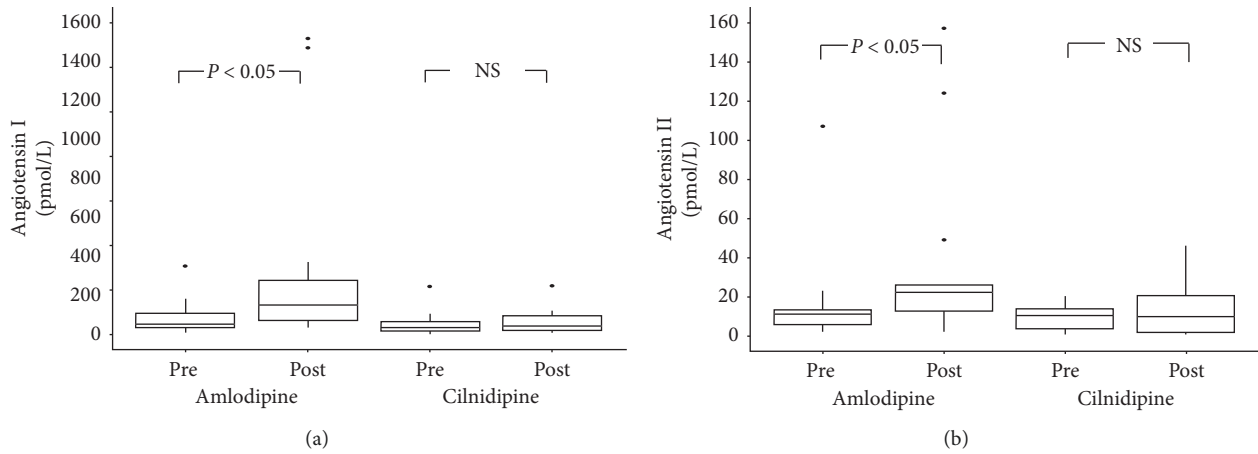 1600
1400
1200
1000
800
600
400
200
0
Angiotensin I
(pmol/L)
P < 0.05
NS
Pre
Post
Pre
Post
Amlodipine
Cilnidipine
(a)
160
140
120
100
80
60
40
20
0
Angiotensin II
(pmol/L)
P < 0.05
NS
Pre
Post
Pre
Post
Amlodipine
Cilnidipine
(b)